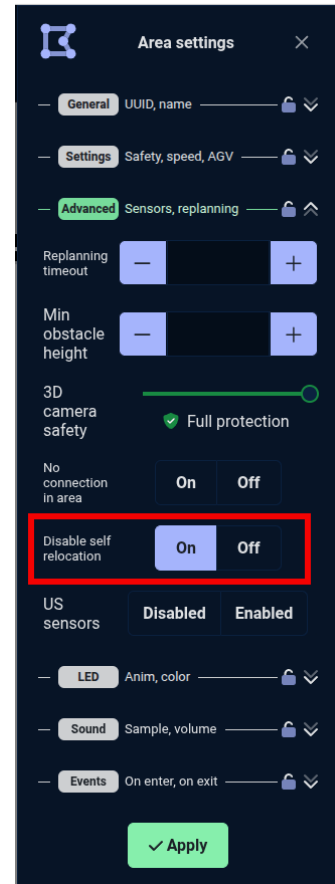 Area settings
General UUID, name
Settings Safety, speed, AGV
Advanced Sensors, replanning
Replanning
timeout
Min
obstacle
height
3D
camera
safety
Full protection
No
connection
in area
On Off
Disable self
relocation
On Off
US
sensors
Disabled Enabled
LED Anim, color
Sound Sample, volume
Events On enter, on exit
Apply